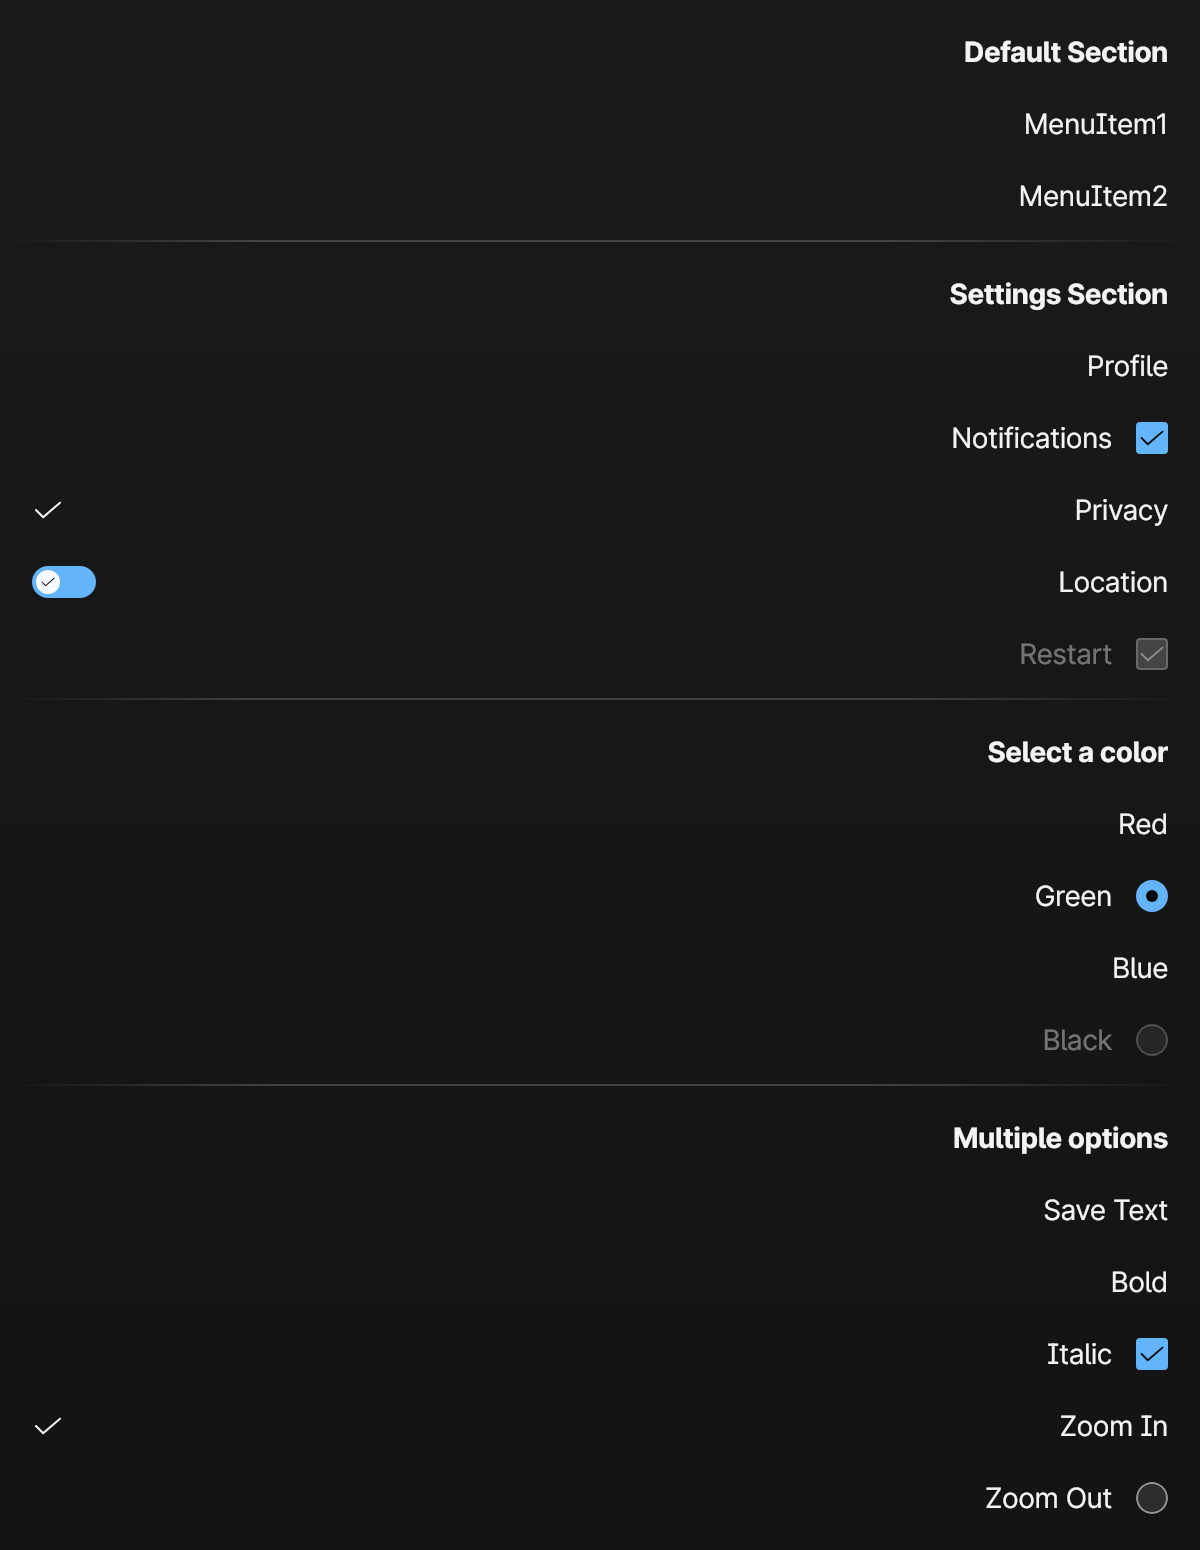 Default Section
MenuItem1
MenuItem2
Settings Section
Profile
Notifications
Privacy
Location
Restart
Select a color
Red
Green
Blue
Black
Multiple options
Save Text
Bold
Italic
Zoom In
Zoom Out